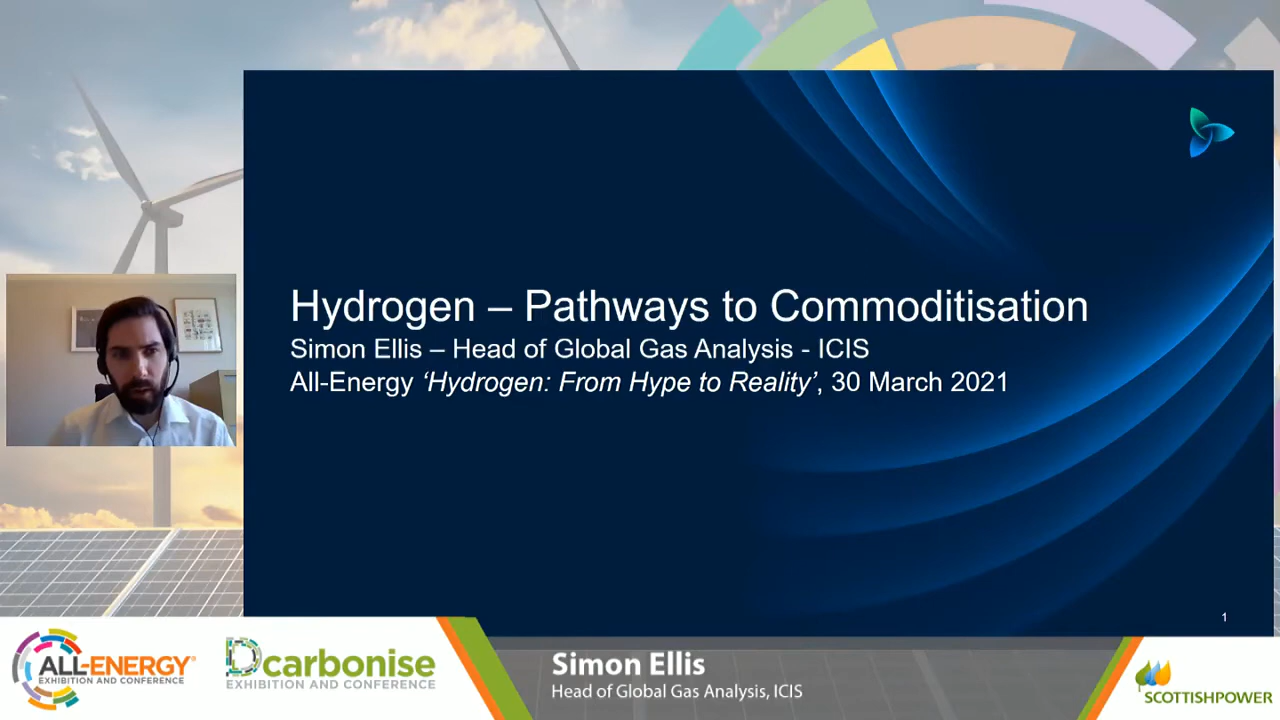 Hydrogen – Pathways to Commoditisation
Simon Ellis – Head of Global Gas Analysis - ICIS
All-Energy ‘Hydrogen: From Hype to Reality’, 30 March 2021
1
ALL-ENERGY®
EXHIBITION AND CONFERENCE
Dcarbonise
EXHIBITION AND CONFERENCE
Simon Ellis
Head of Global Gas Analysis, ICIS
SCOTTISHPOWER